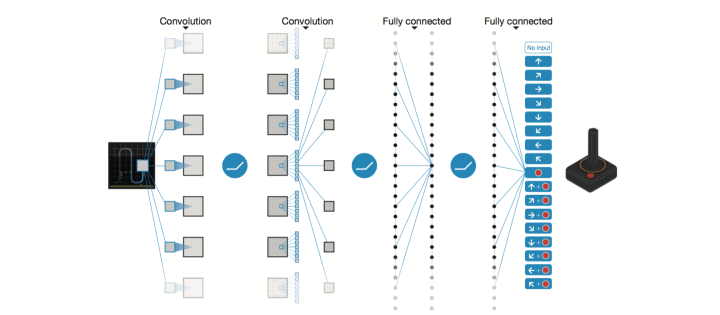 Convolution
Convolution
Fully connected
Fully connected
No input
+
+
+
+
+
+
+
+